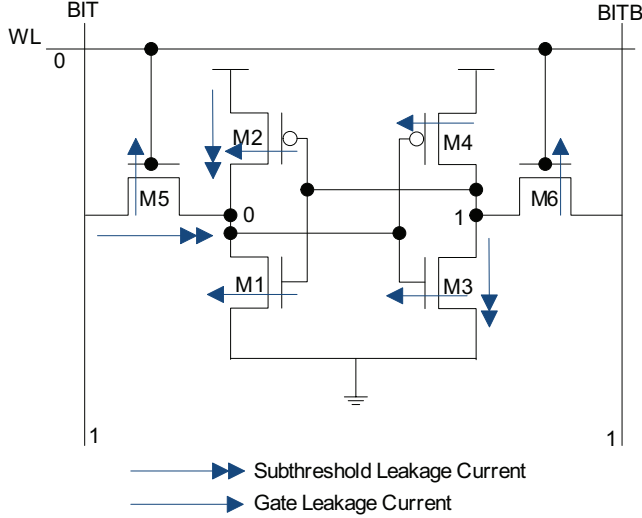 BIT
BITB
WL
0
M2
M4
M5
0
1
M6
M1
M3
1
1
Subthreshold Leakage Current
Gate Leakage Current